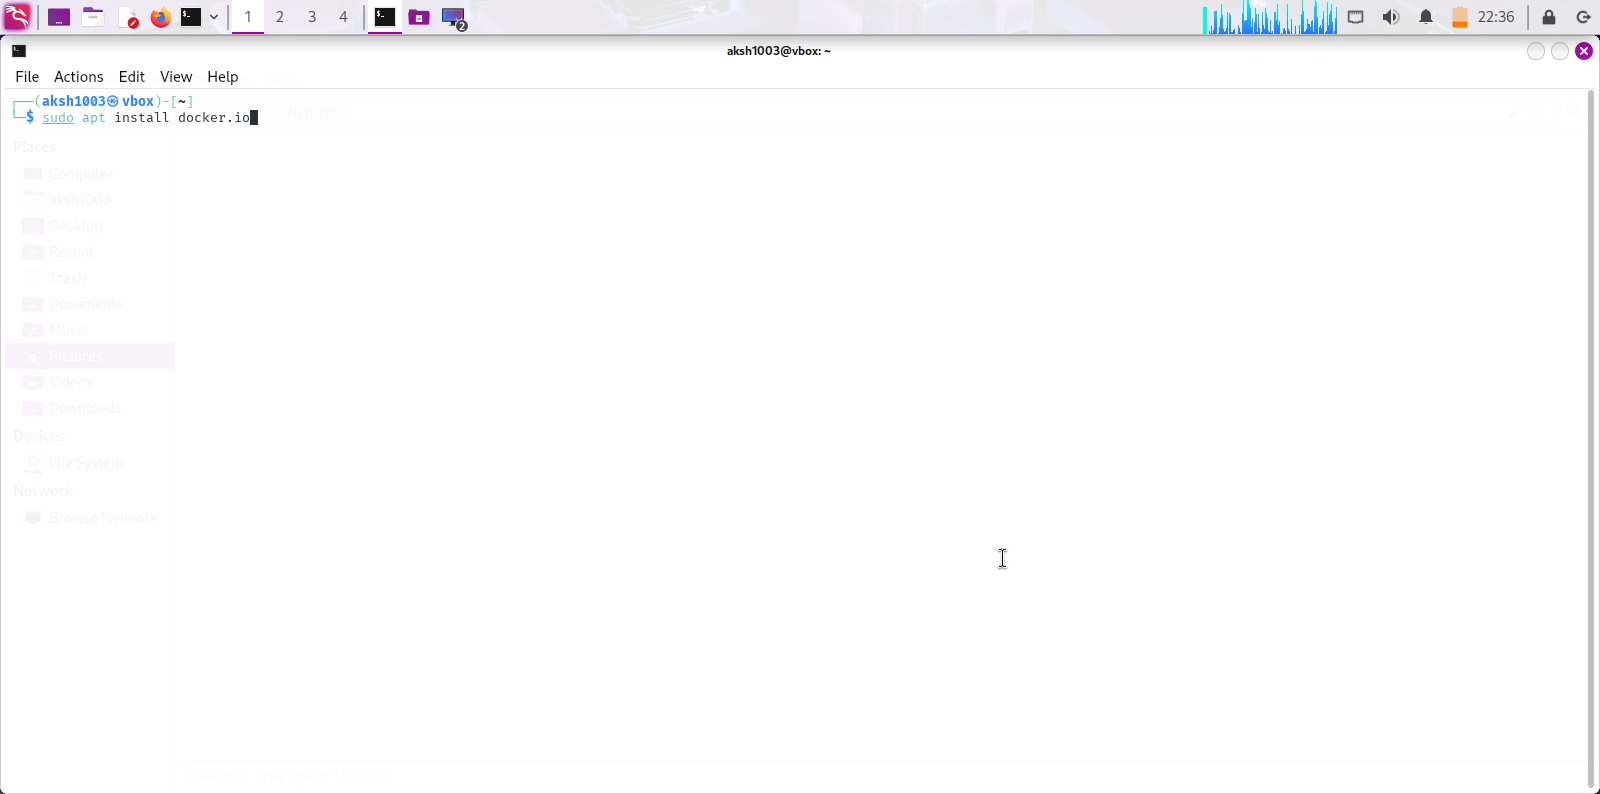 1 2 3 4 2 22:36
aksh1003@vbox: ~
File Actions Edit View Help
┌──(aksh1003㉿vbox)-[~]
└─$ sudo apt install docker.io
Places
Computer
aksh1003
Desktop
Recent
Trash
Documents
Music
Pictures
Videos
Downloads
Devices
File System
Network
Browse Network